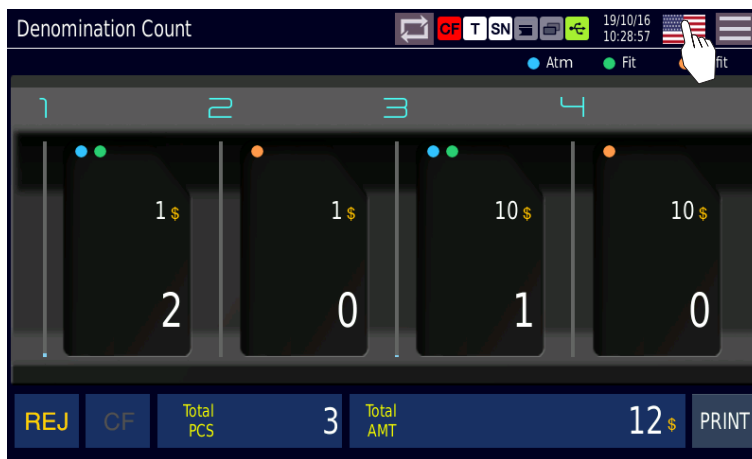 Denomination Count CF T SN 19/10/16
10:28:57
Atm Fit fit
1 2 3 4
1 $ 1 $ 10 $ 10 $
2 0 1 0
REJ CF Total PCS 3 Total AMT 12 $ PRINT